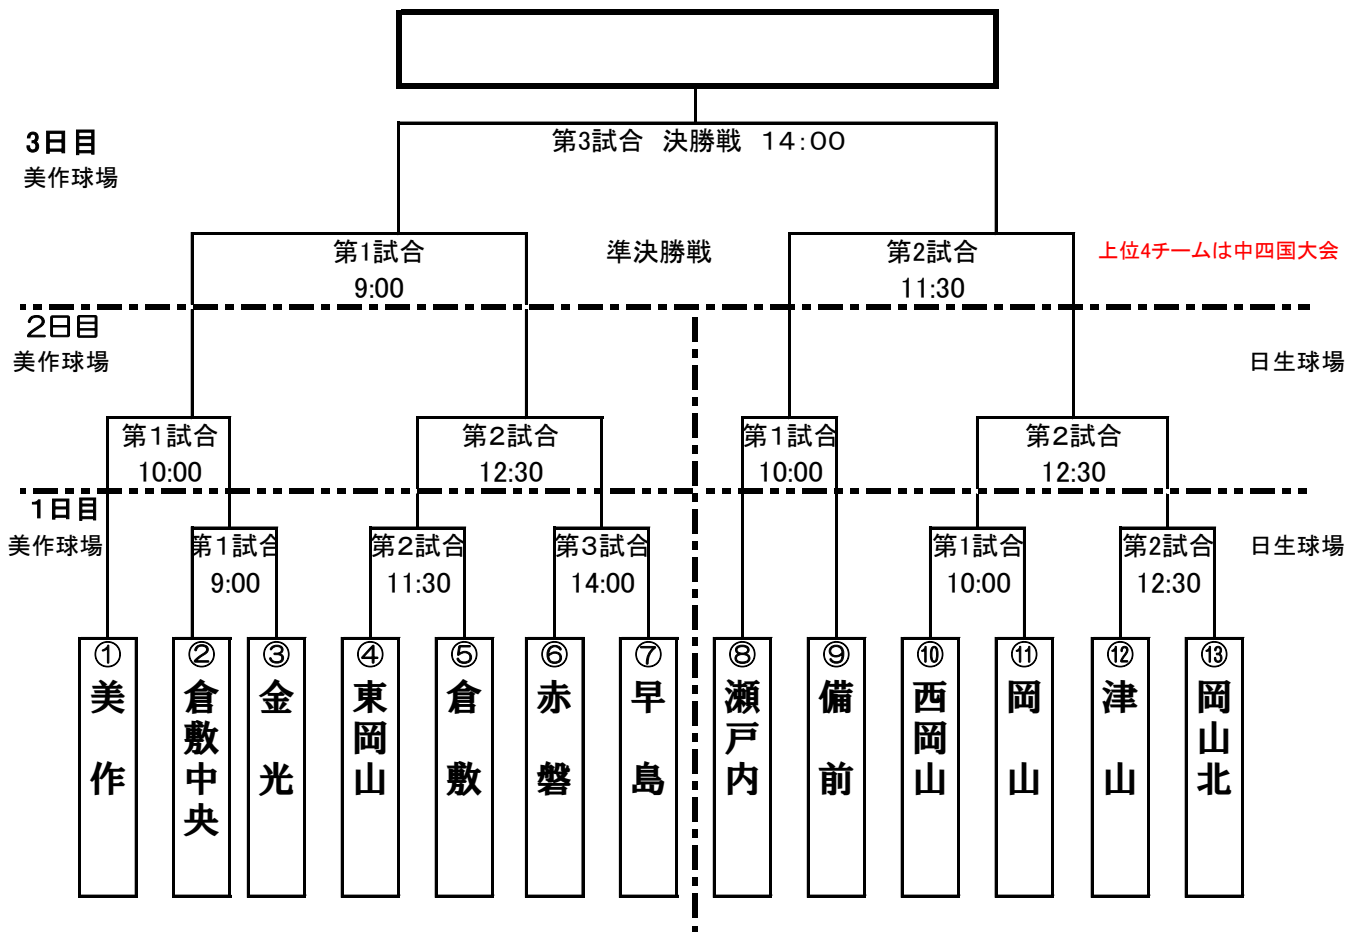 3日目
第3試合 決勝戦 14:00
美作球場
第1試合
準決勝戦
第2試合
上位4チームは中四国大会
9:00
11:30
2日目
美作球場
日生球場
第1試合
第2試合
第1試合
第2試合
10:00
12:30
10:00
12:30
1日目
美作球場
第1試合
第2試合
第3試合
第1試合
第2試合
日生球場
9:00
11:30
14:00
10:00
12:30
①美作
②倉敷中央
③金光
④東岡山
⑤倉敷
⑥赤磐
⑦早島
⑧瀬戸内
⑨備前
⑩西岡山
⑪岡山
⑫津山
⑬岡山北